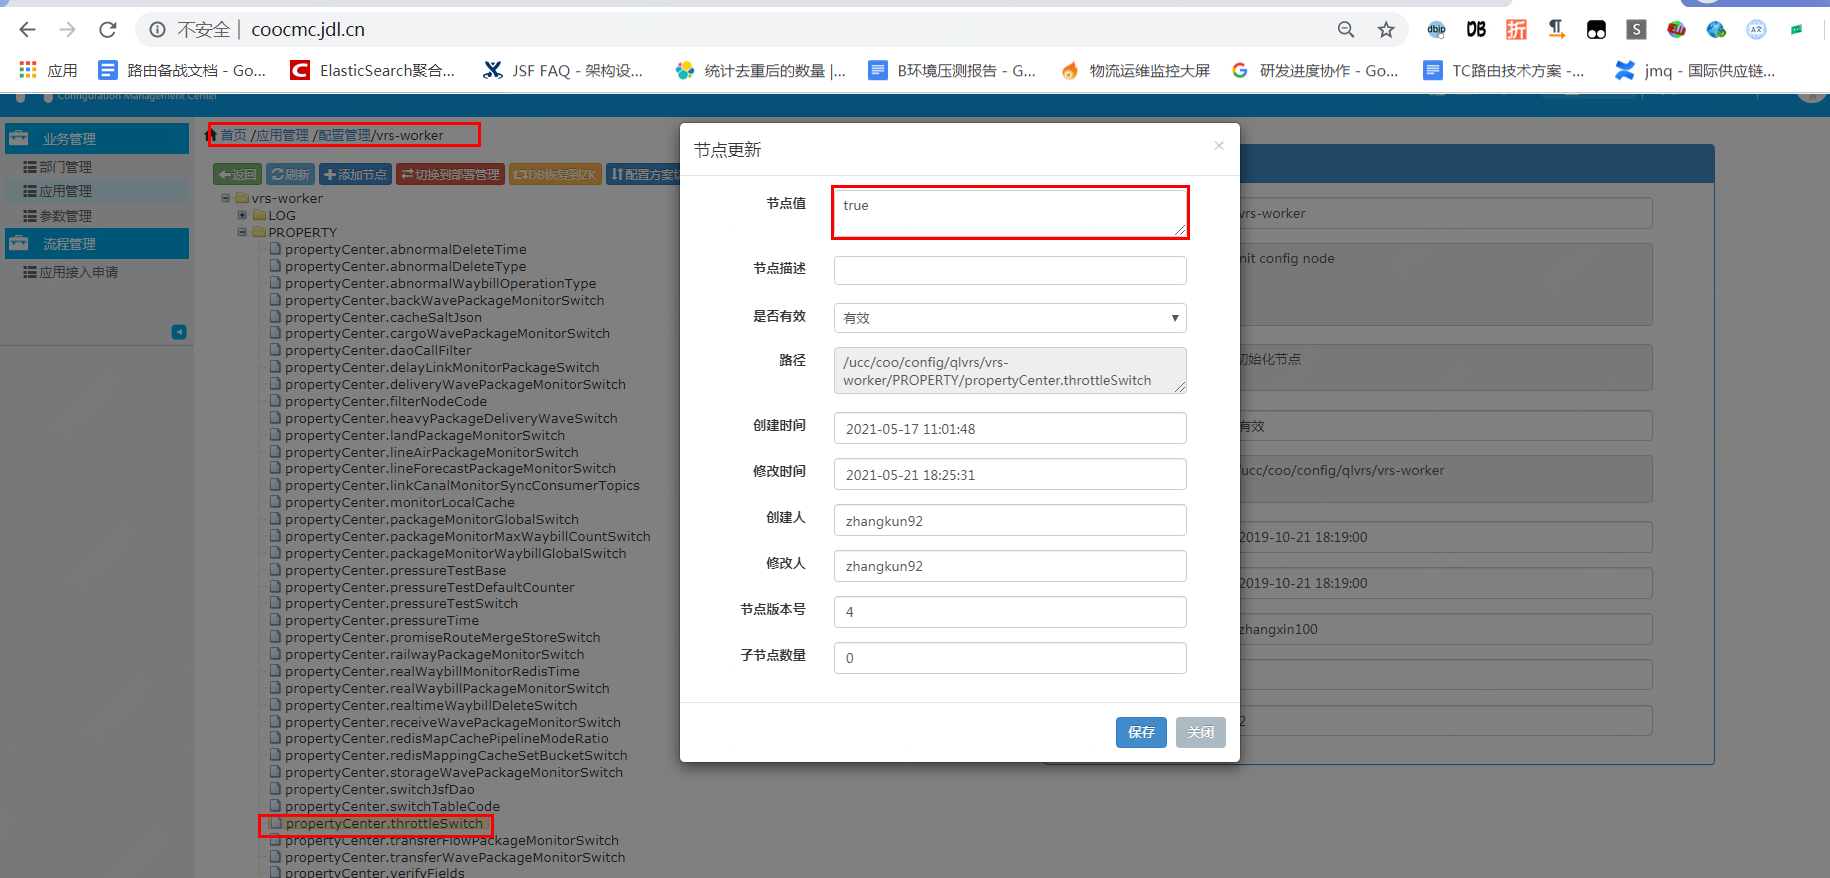 不安全 | coocmc.jdl.cn
应用
路由备战文档 - Go...
ElasticSearch聚合...
JSF FAQ - 架构设...
统计去重后的数量 |...
B环境压测报告 - G...
物流运维监控大屏
研发进度协作 - Go...
TC路由技术方案 -...
jmq - 国际供应链...
Configuration Management Center
业务管理
部门管理
应用管理
参数管理
流程管理
应用接入申请
首页 /应用管理 /配置管理/vrs-worker
返回
刷新
添加节点
切换到部署管理
DB恢复到ZK
配置方案
vrs-worker
LOG
PROPERTY
propertyCenter.abnormalDeleteTime
propertyCenter.abnormalDeleteType
propertyCenter.abnormalWaybillOperationType
propertyCenter.backWavePackageMonitorSwitch
propertyCenter.cacheSaltJson
propertyCenter.cargoWavePackageMonitorSwitch
propertyCenter.daoCallFilter
propertyCenter.delayLinkMonitorPackageSwitch
propertyCenter.deliveryWavePackageMonitorSwitch
propertyCenter.filterNodeCode
propertyCenter.heavyPackageDeliveryWaveSwitch
propertyCenter.landPackageMonitorSwitch
propertyCenter.lineAirPackageMonitorSwitch
propertyCenter.lineForecastPackageMonitorSwitch
propertyCenter.linkCanalMonitorSyncConsumerTopics
propertyCenter.monitorLocalCache
propertyCenter.packageMonitorGlobalSwitch
propertyCenter.packageMonitorMaxWaybillCountSwitch
propertyCenter.packageMonitorWaybillGlobalSwitch
propertyCenter.pressureTestBase
propertyCenter.pressureTestDefaultCounter
propertyCenter.pressureTestSwitch
propertyCenter.pressureTime
propertyCenter.promiseRouteMergeStoreSwitch
propertyCenter.railwayPackageMonitorSwitch
propertyCenter.realWaybillMonitorRedisTime
propertyCenter.realWaybillPackageMonitorSwitch
propertyCenter.realtimeWaybillDeleteSwitch
propertyCenter.receiveWavePackageMonitorSwitch
propertyCenter.redisMapCachePipelineModeRatio
propertyCenter.redisMappingCacheSetBucketSwitch
propertyCenter.storageWavePackageMonitorSwitch
propertyCenter.switchJsfDao
propertyCenter.switchTableCode
propertyCenter.throttleSwitch
propertyCenter.transferFlowPackageMonitorSwitch
propertyCenter.transferWavePackageMonitorSwitch
propertyCenter.verifyFields
节点更新
×
节点值
true
节点描述
是否有效
有效
路径
/ucc/coo/config/qlvrs/vrs-
worker/PROPERTY/propertyCenter.throttleSwitch
创建时间
2021-05-17 11:01:48
修改时间
2021-05-21 18:25:31
创建人
zhangkun92
修改人
zhangkun92
节点版本号
4
子节点数量
0
保存
关闭
vrs-worker
nit config node
初始化节点
有效
/ucc/coo/config/qlvrs/vrs-worker
2019-10-21 18:19:00
2019-10-21 18:19:00
zhangxin100
2